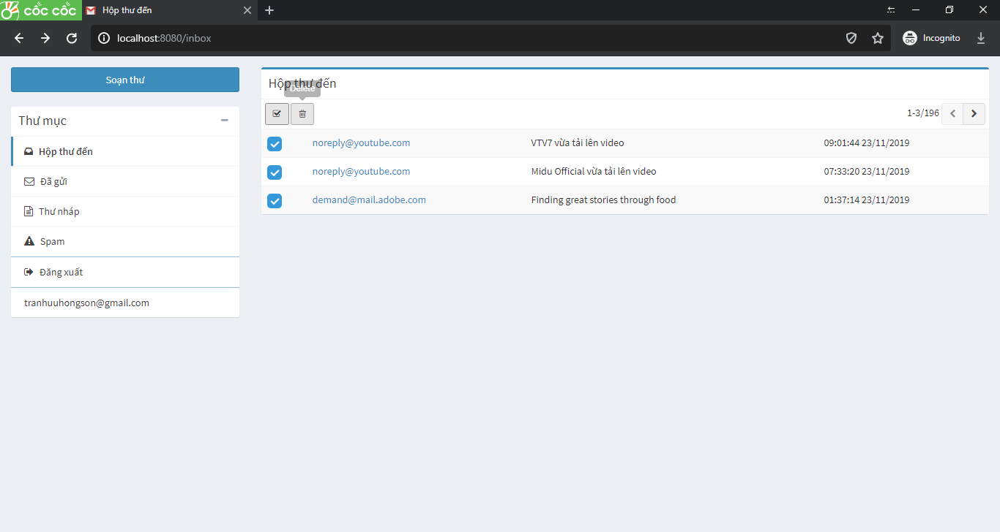 CỐC CỐC
Hộp thư đến
localhost:8080/inbox
Incognito
Soạn thư
Thư mục
Hộp thư đến
Đã gửi
Thư nháp
Spam
Đăng xuất
tranhuuhongson@gmail.com
Hộp thư đến
Delete
1-3/196
noreply@youtube.com VTV7 vừa tải lên video 09:01:44 23/11/2019
noreply@youtube.com Midu Official vừa tải lên video 07:33:20 23/11/2019
demand@mail.adobe.com Finding great stories through food 01:37:14 23/11/2019